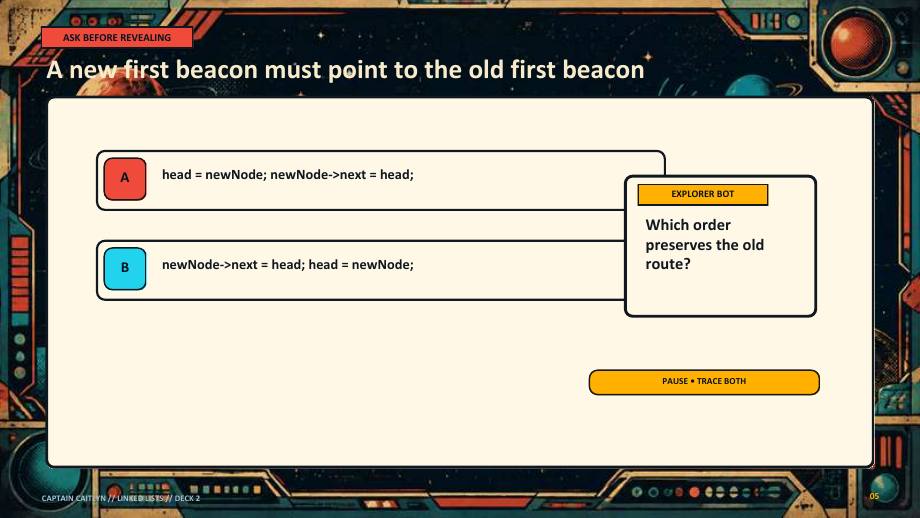 ASK BEFORE REVEALING
A new first beacon must point to the old first beacon
A
head = newNode; newNode->next = head;
B
newNode->next = head; head = newNode;
EXPLORER BOT
Which order
preserves the old
route?
PAUSE • TRACE BOTH
CAPTAIN CAITLYN // LINKED LISTS // DECK 2
05